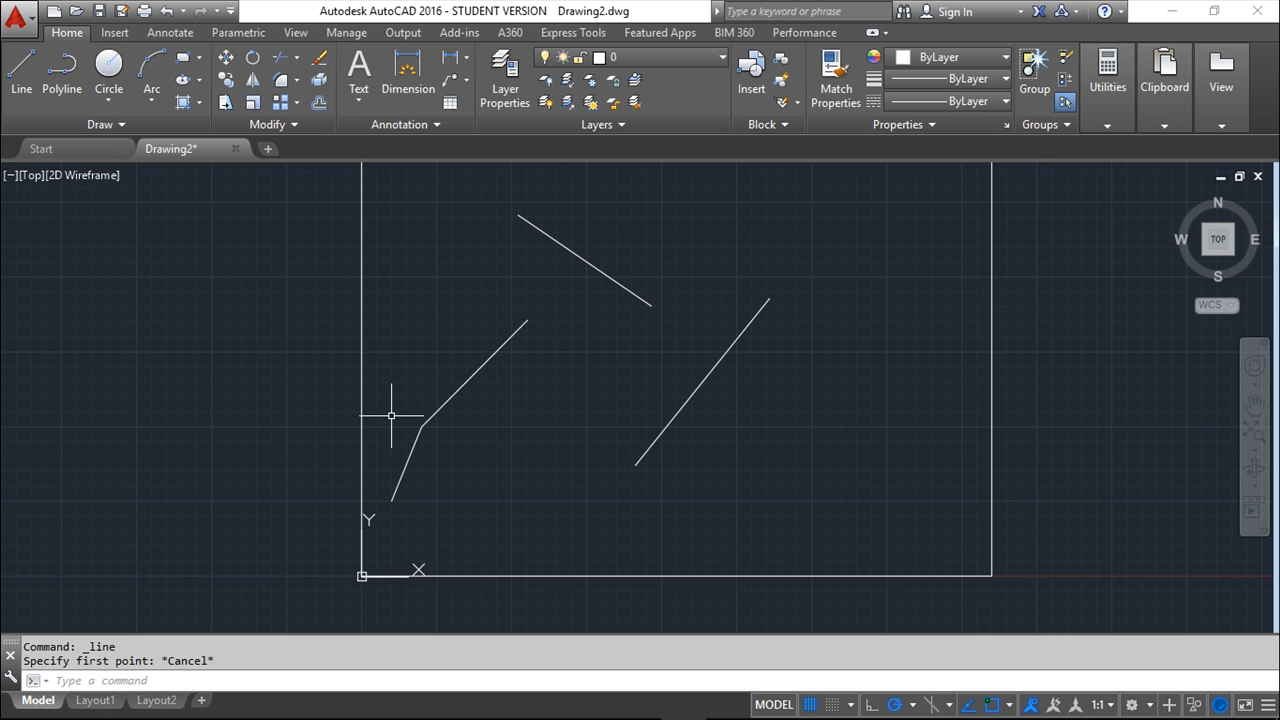 Autodesk AutoCAD 2016 - STUDENT VERSION Drawing2.dwg
Type a keyword or phrase
Sign In
Home Insert Annotate Parametric View Manage Output Add-ins A360 Express Tools Featured Apps BIM 360 Performance
Line Polyline Circle Arc
Text Dimension
Layer Properties
0
Insert
Match Properties
ByLayer
ByLayer
ByLayer
Group
Utilities
Clipboard
View
Draw Modify Annotation Layers Block Properties Groups
Start Drawing2*
[−][Top][2D Wireframe]
N
W TOP E
S
WCS
Y
X
Command: _line
Specify first point: *Cancel*
Type a command
Model Layout1 Layout2
MODEL
1:1